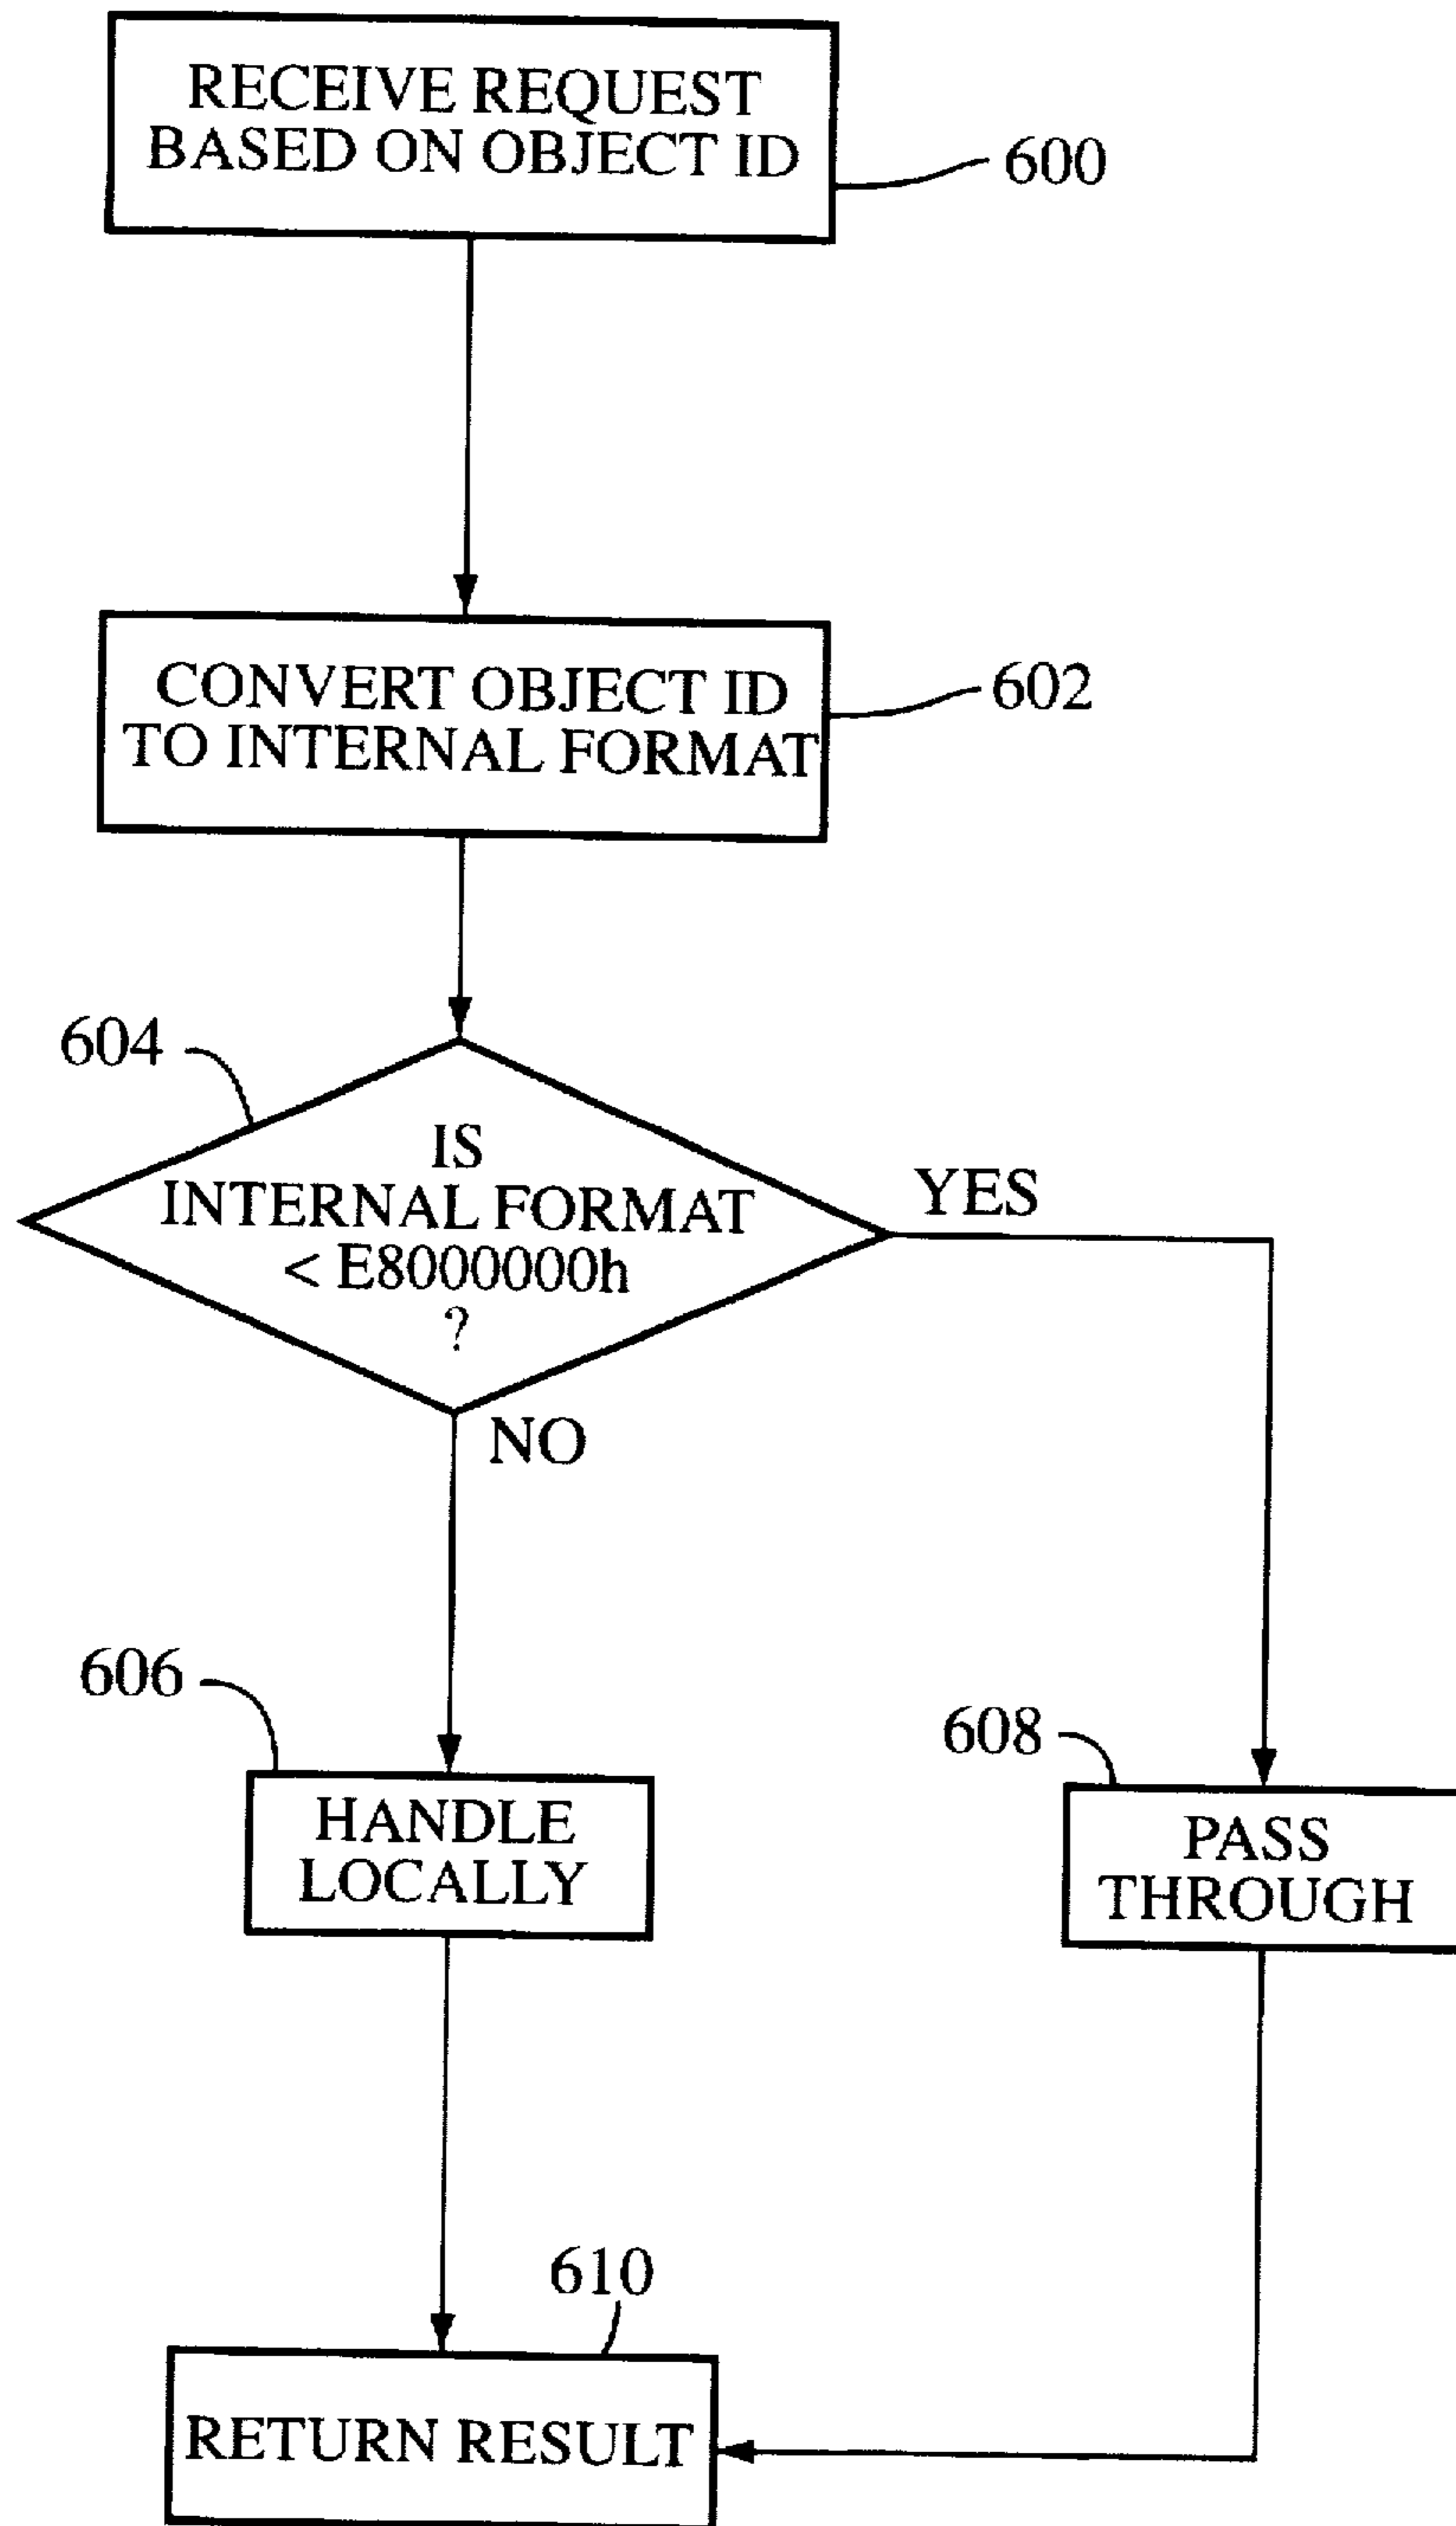 RECEIVE REQUEST
BASED ON OBJECT ID
600
CONVERT OBJECT ID
TO INTERNAL FORMAT
602
604
IS
INTERNAL FORMAT
< E8000000h
?
YES
NO
606
HANDLE
LOCALLY
608
PASS
THROUGH
610
RETURN RESULT